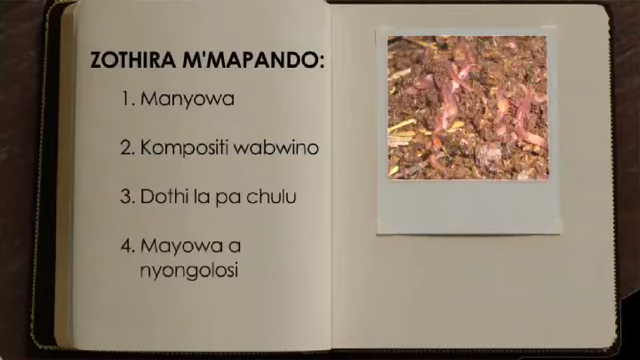 ZOTHIRA M'MAPANDO:
1. Manyowa
2. Kompositi wabwino
3. Dothi la pa chulu
4. Mayowa a
nyongolosi